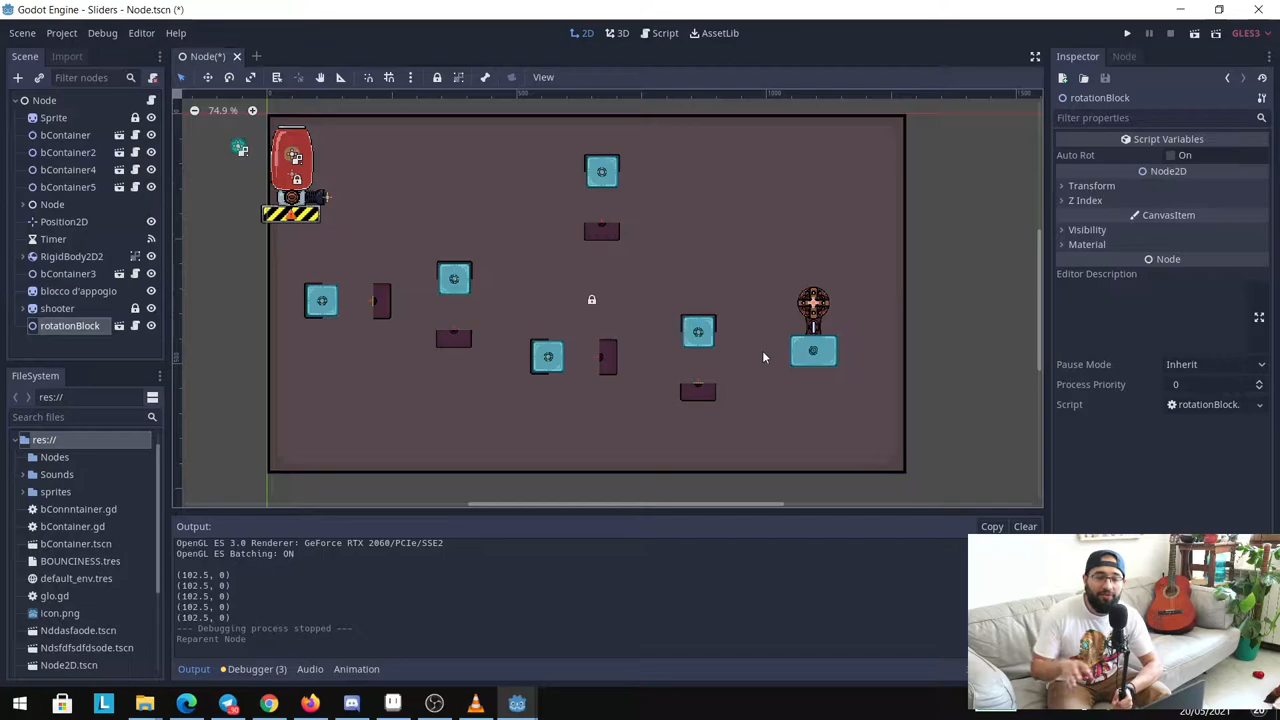 Godot Engine - Sliders - Node.tscn (*)
Scene Project Debug Editor Help
2D 3D Script AssetLib
GLES3
Scene Import
Node(*)
Inspector Node
Filter nodes
View
74.9 %
0 500 1000 1500
500
Node
Sprite
bContainer
bContainer2
bContainer4
bContainer5
Node
Position2D
Timer
RigidBody2D2
bContainer3
blocco d'appogio
shooter
rotationBlock
rotationBlock
Filter properties
Script Variables
Auto Rot On
Node2D
Transform
Z Index
CanvasItem
Visibility
Material
Node
Editor Description
Pause Mode Inherit
Process Priority 0
Script rotationBlock.
FileSystem
res://
Search files
res://
Nodes
Sounds
sprites
bConnntainer.gd
bContainer.gd
bContainer.tscn
BOUNCINESS.tres
default_env.tres
glo.gd
icon.png
Nddasfaode.tscn
Ndsfdfsdfdsode.tscn
Node2D.tscn
Output:
Copy Clear
OpenGL ES 3.0 Renderer: GeForce RTX 2060/PCIe/SSE2
OpenGL ES Batching: ON
(102.5, 0)
(102.5, 0)
(102.5, 0)
(102.5, 0)
(102.5, 0)
--- Debugging process stopped ---
Reparent Node
Output Debugger (3) Audio Animation
20/05/2021